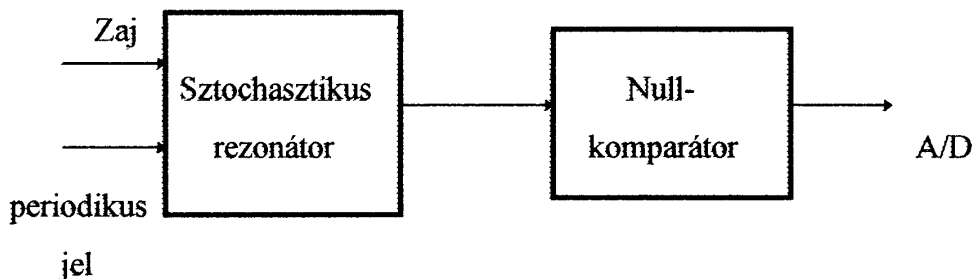 Zaj
periodikus
jel
Sztochasztikus
rezonátor
Null-
komparátor
A/D